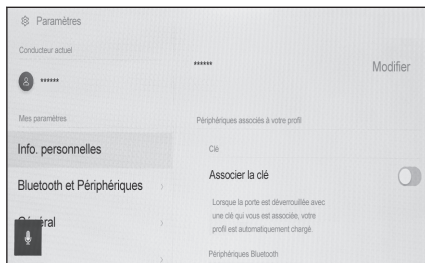 Paramètres
Conducteur actuel
******
Mes paramètres
Info. personnelles
Bluetooth et Périphériques
Général
******
Modifier
Périphériques associés à votre profil
Clé
Associer la clé
Lorsque la porte est déverrouillée avec
une clé qui vous est associée, votre
profil est automatiquement chargé.
Périphériques Bluetooth